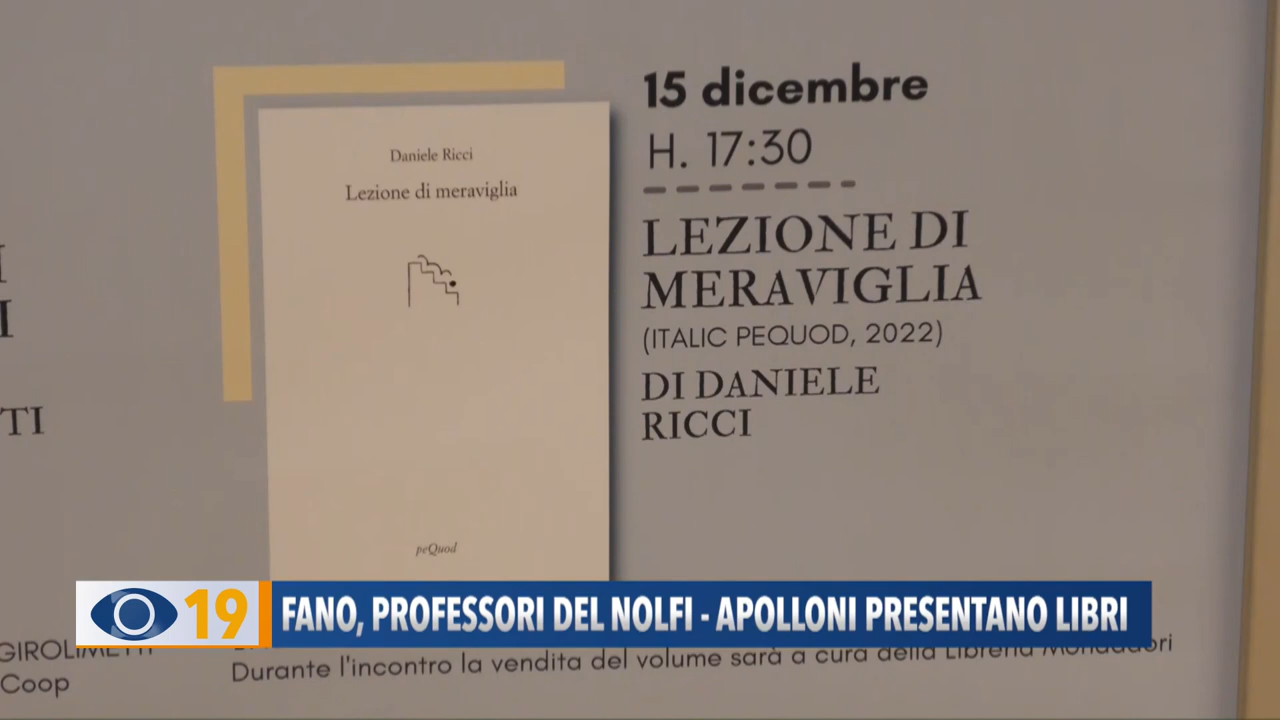 15 dicembre
H. 17:30
Daniele Ricci
Lezione di meraviglia
LEZIONE DI
MERAVIGLIA
(ITALIC PEQUOD, 2022)
DI DANIELE
RICCI
TI
peQuod
19
FANO, PROFESSORI DEL NOLFI - APOLLONI PRESENTANO LIBRI
GIROLIMETTI
Durante l'incontro la vendita del volume sarà a cura della Libreria Mondadori
Coop